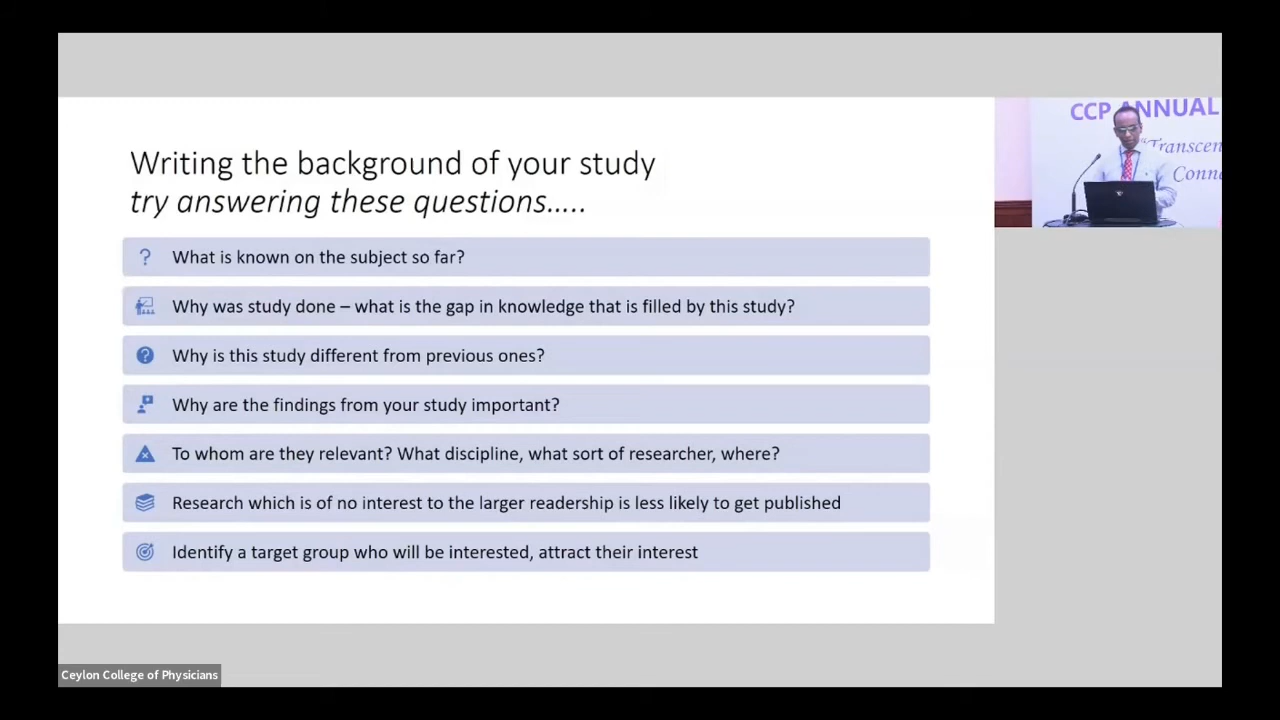 Writing the background of your study
try answering these questions…..
What is known on the subject so far?
Why was study done – what is the gap in knowledge that is filled by this study?
Why is this study different from previous ones?
Why are the findings from your study important?
To whom are they relevant? What discipline, what sort of researcher, where?
Research which is of no interest to the larger readership is less likely to get published
Identify a target group who will be interested, attract their interest
CCP ANNUAL
"Transcen
Conne
Ceylon College of Physicians